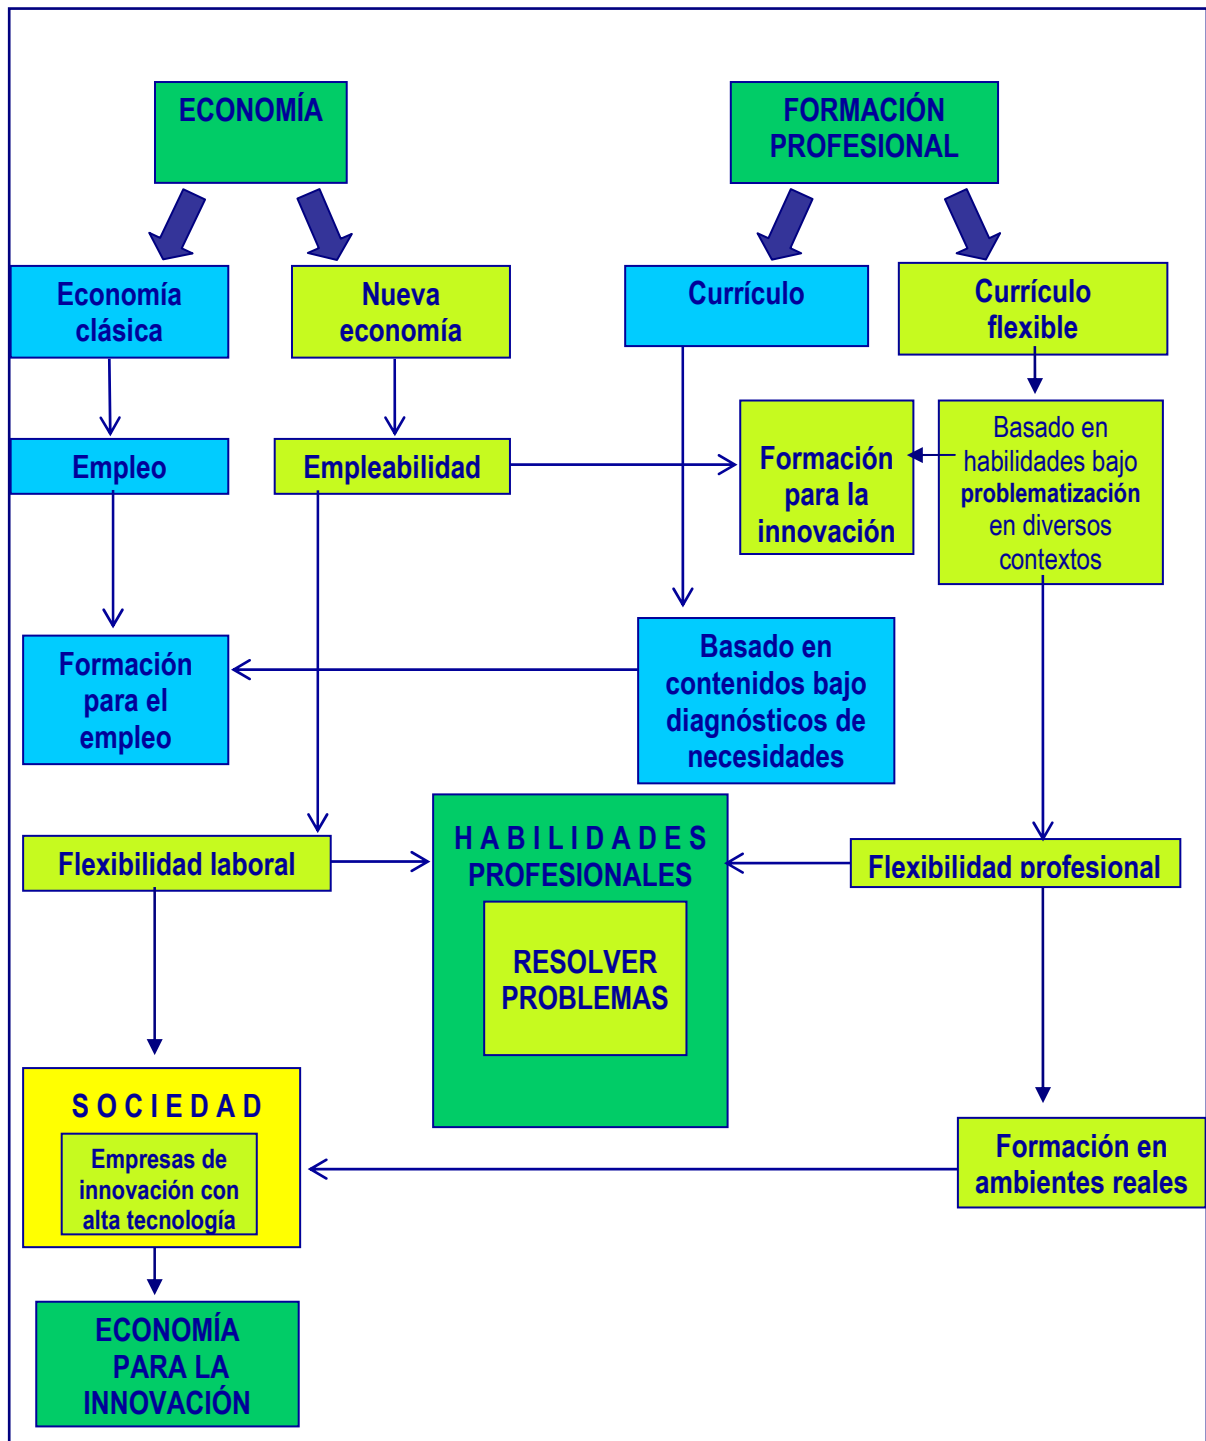 ECONOMÍA
FORMACIÓN
PROFESIONAL
Economía
clásica
Nueva
economía
Currículo
Currículo
flexible
Empleo
Empleabilidad
Formación
para la
innovación
Basado en
habilidades bajo
problematización
en diversos
contextos
Formación
para el
empleo
Basado en
contenidos bajo
diagnósticos de
necesidades
Flexibilidad laboral
H A B I L I D A D E S
PROFESIONALES
RESOLVER
PROBLEMAS
Flexibilidad profesional
S O C I E D A D
Empresas de
innovación con
alta tecnología
Formación en
ambientes reales
ECONOMÍA
PARA LA
INNOVACIÓN